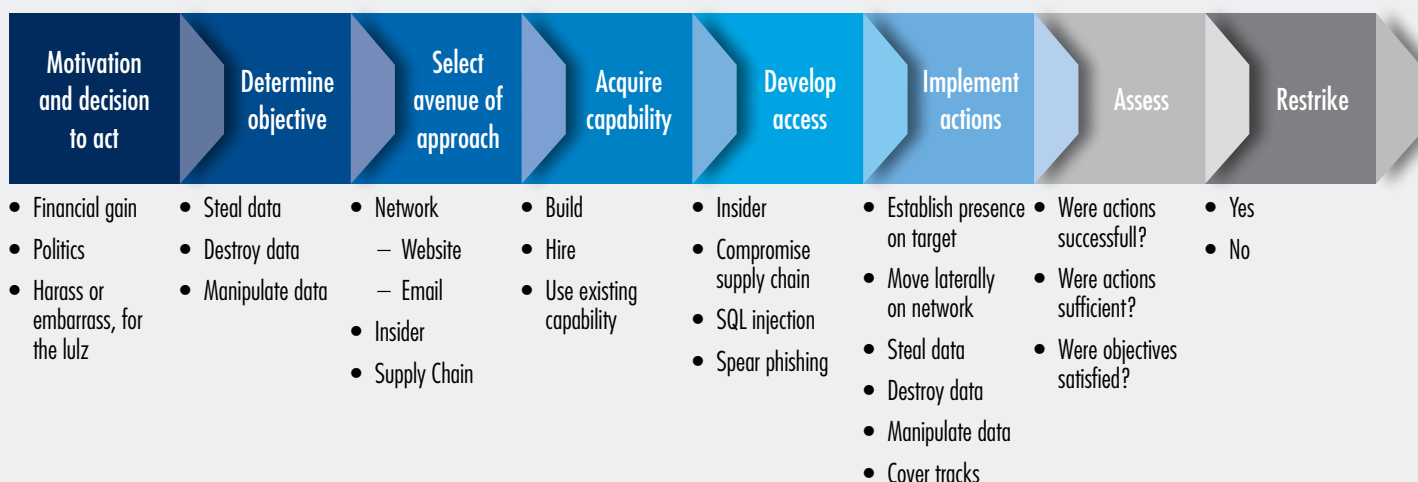 Motivation
and decision
to act
Determine
objective
Select
avenue of
approach
Acquire
capability
Develop
access
Implement
actions
Assess
Restrike
• Financial gain
• Politics
• Harass or
embarrass, for
the lulz
• Steal data
• Destroy data
• Manipulate data
• Network
– Website
– Email
• Insider
• Supply Chain
• Build
• Hire
• Use existing
capability
• Insider
• Compromise
supply chain
• SQL injection
• Spear phishing
• Establish presence
on target
• Move laterally
on network
• Steal data
• Destroy data
• Manipulate data
• Cover tracks
• Were actions
successfull?
• Were actions
sufficient?
• Were objectives
satisfied?
• Yes
• No